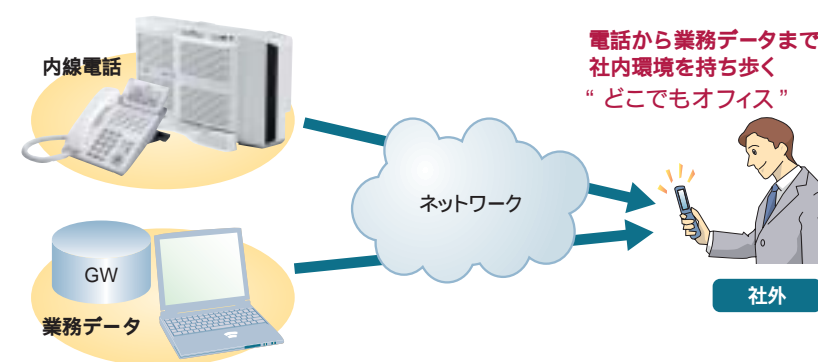 内線電話
電話から業務データまで
社内環境を持ち歩く
“どこでもオフィス”
ネットワーク
GW
業務データ
社外